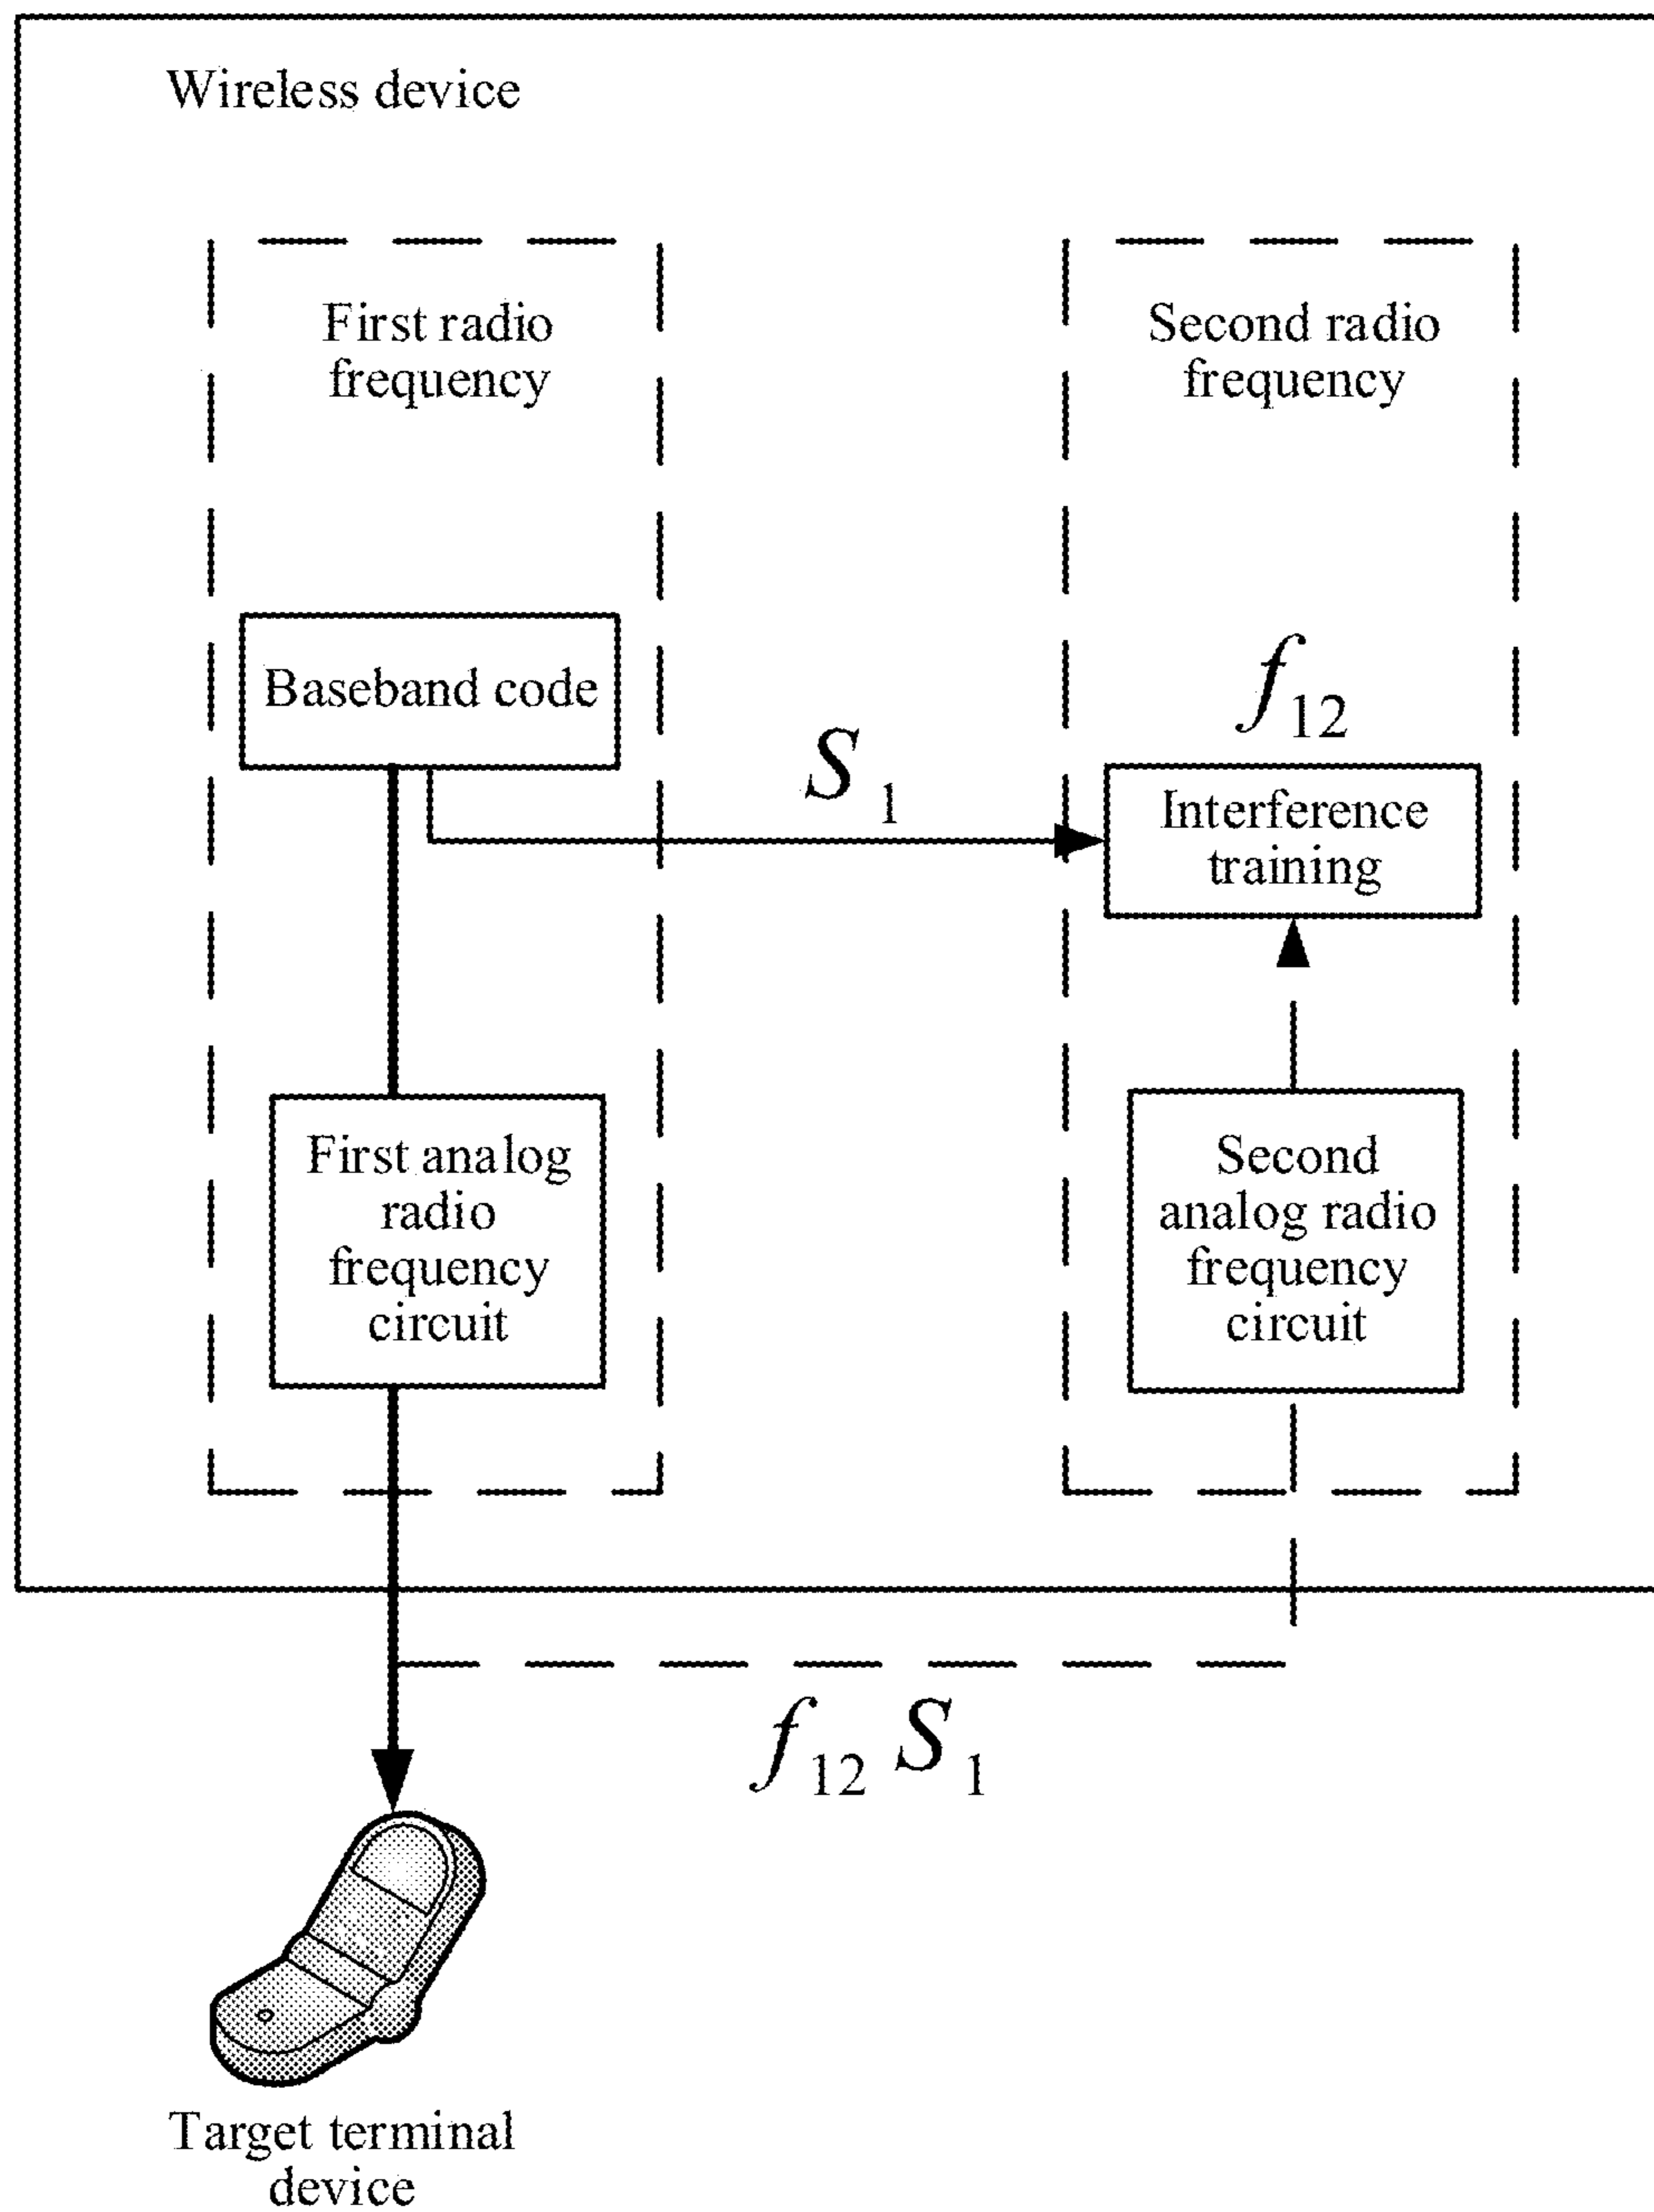 Wireless device
First radio
frequency
Second radio
frequency
Baseband code
S1
f12
Interference
training
First analog
radio
frequency
circuit
Second
analog radio
frequency
circuit
f12 S1
Target terminal
device